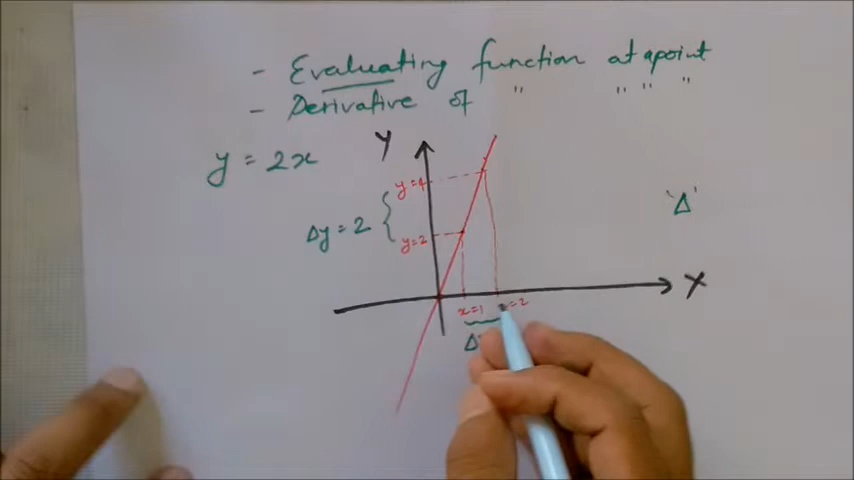 - Evaluating function at a point
- Derivative of " " " "
y = 2x
Y
y=4
'Δ'
Δy = 2 {
y=2
X
x=1
=2
Δ